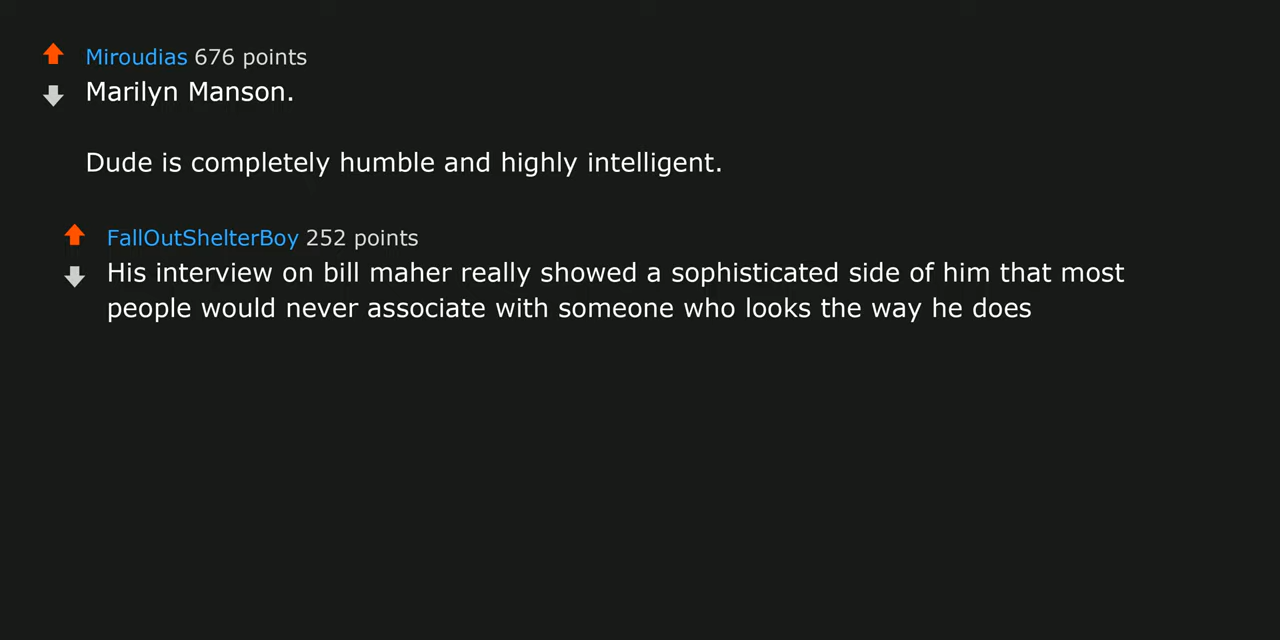 Miroudias 676 points
Marilyn Manson.
Dude is completely humble and highly intelligent.
FallOutShelterBoy 252 points
His interview on bill maher really showed a sophisticated side of him that most
people would never associate with someone who looks the way he does